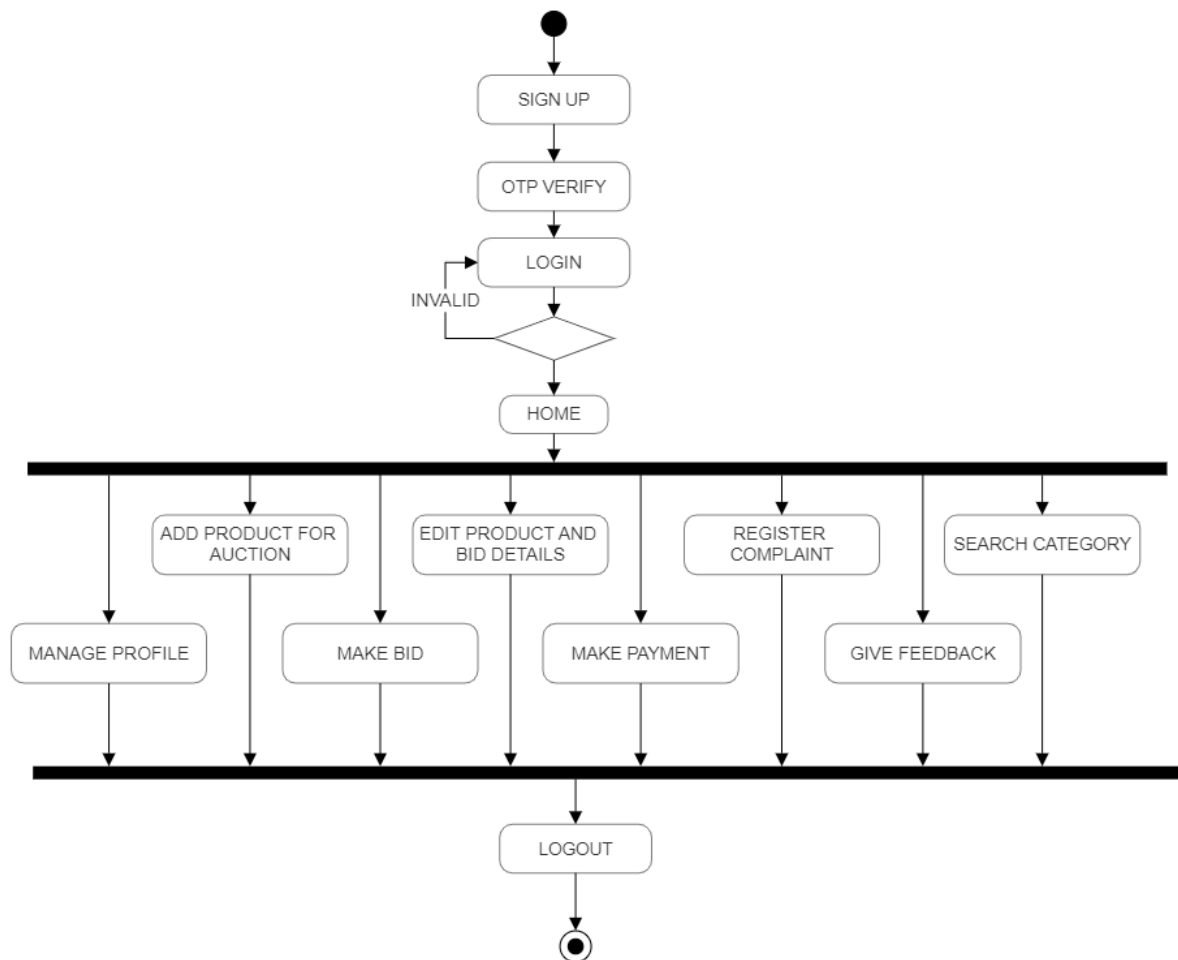 SIGN UP
OTP VERIFY
LOGIN
INVALID
HOME
ADD PRODUCT FOR
AUCTION
EDIT PRODUCT AND
BID DETAILS
REGISTER
COMPLAINT
SEARCH CATEGORY
MANAGE PROFILE
MAKE BID
MAKE PAYMENT
GIVE FEEDBACK
LOGOUT